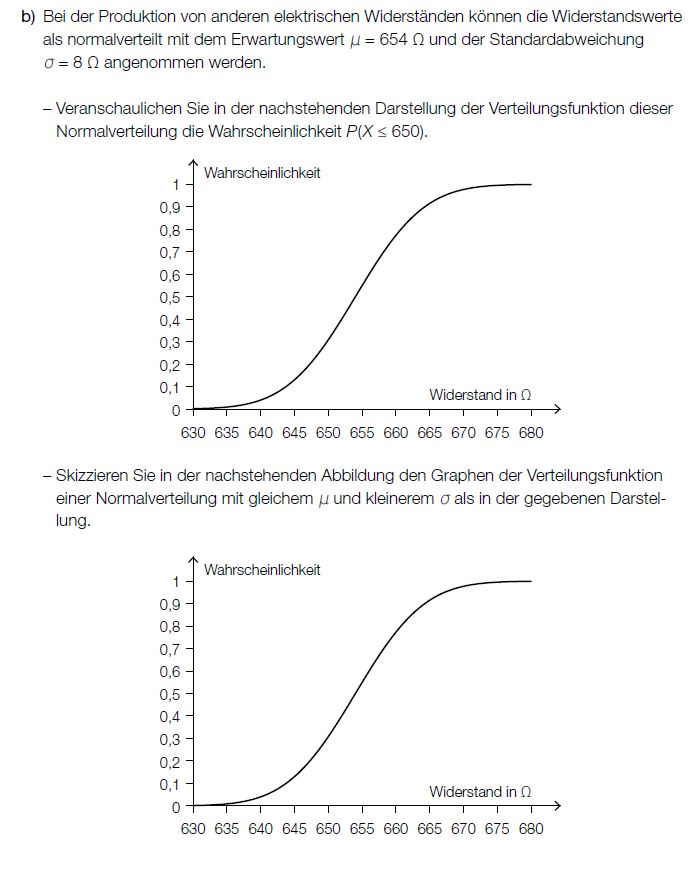 b) Bei der Produktion von anderen elektrischen Widerständen können die Widerstandswerte
als normalverteilt mit dem Erwartungswert μ = 654 Ω und der Standardabweichung
σ = 8 Ω angenommen werden.
– Veranschaulichen Sie in der nachstehenden Darstellung der Verteilungsfunktion dieser
Normalverteilung die Wahrscheinlichkeit P(X ≤ 650).
Wahrscheinlichkeit
1
0,9
0,8
0,7
0,6
0,5
0,4
0,3
0,2
0,1
0
Widerstand in Ω
630 635 640 645 650 655 660 665 670 675 680
– Skizzieren Sie in der nachstehenden Abbildung den Graphen der Verteilungsfunktion
einer Normalverteilung mit gleichem μ und kleinerem σ als in der gegebenen Darstel-
lung.
Wahrscheinlichkeit
1
0,9
0,8
0,7
0,6
0,5
0,4
0,3
0,2
0,1
0
Widerstand in Ω
630 635 640 645 650 655 660 665 670 675 680